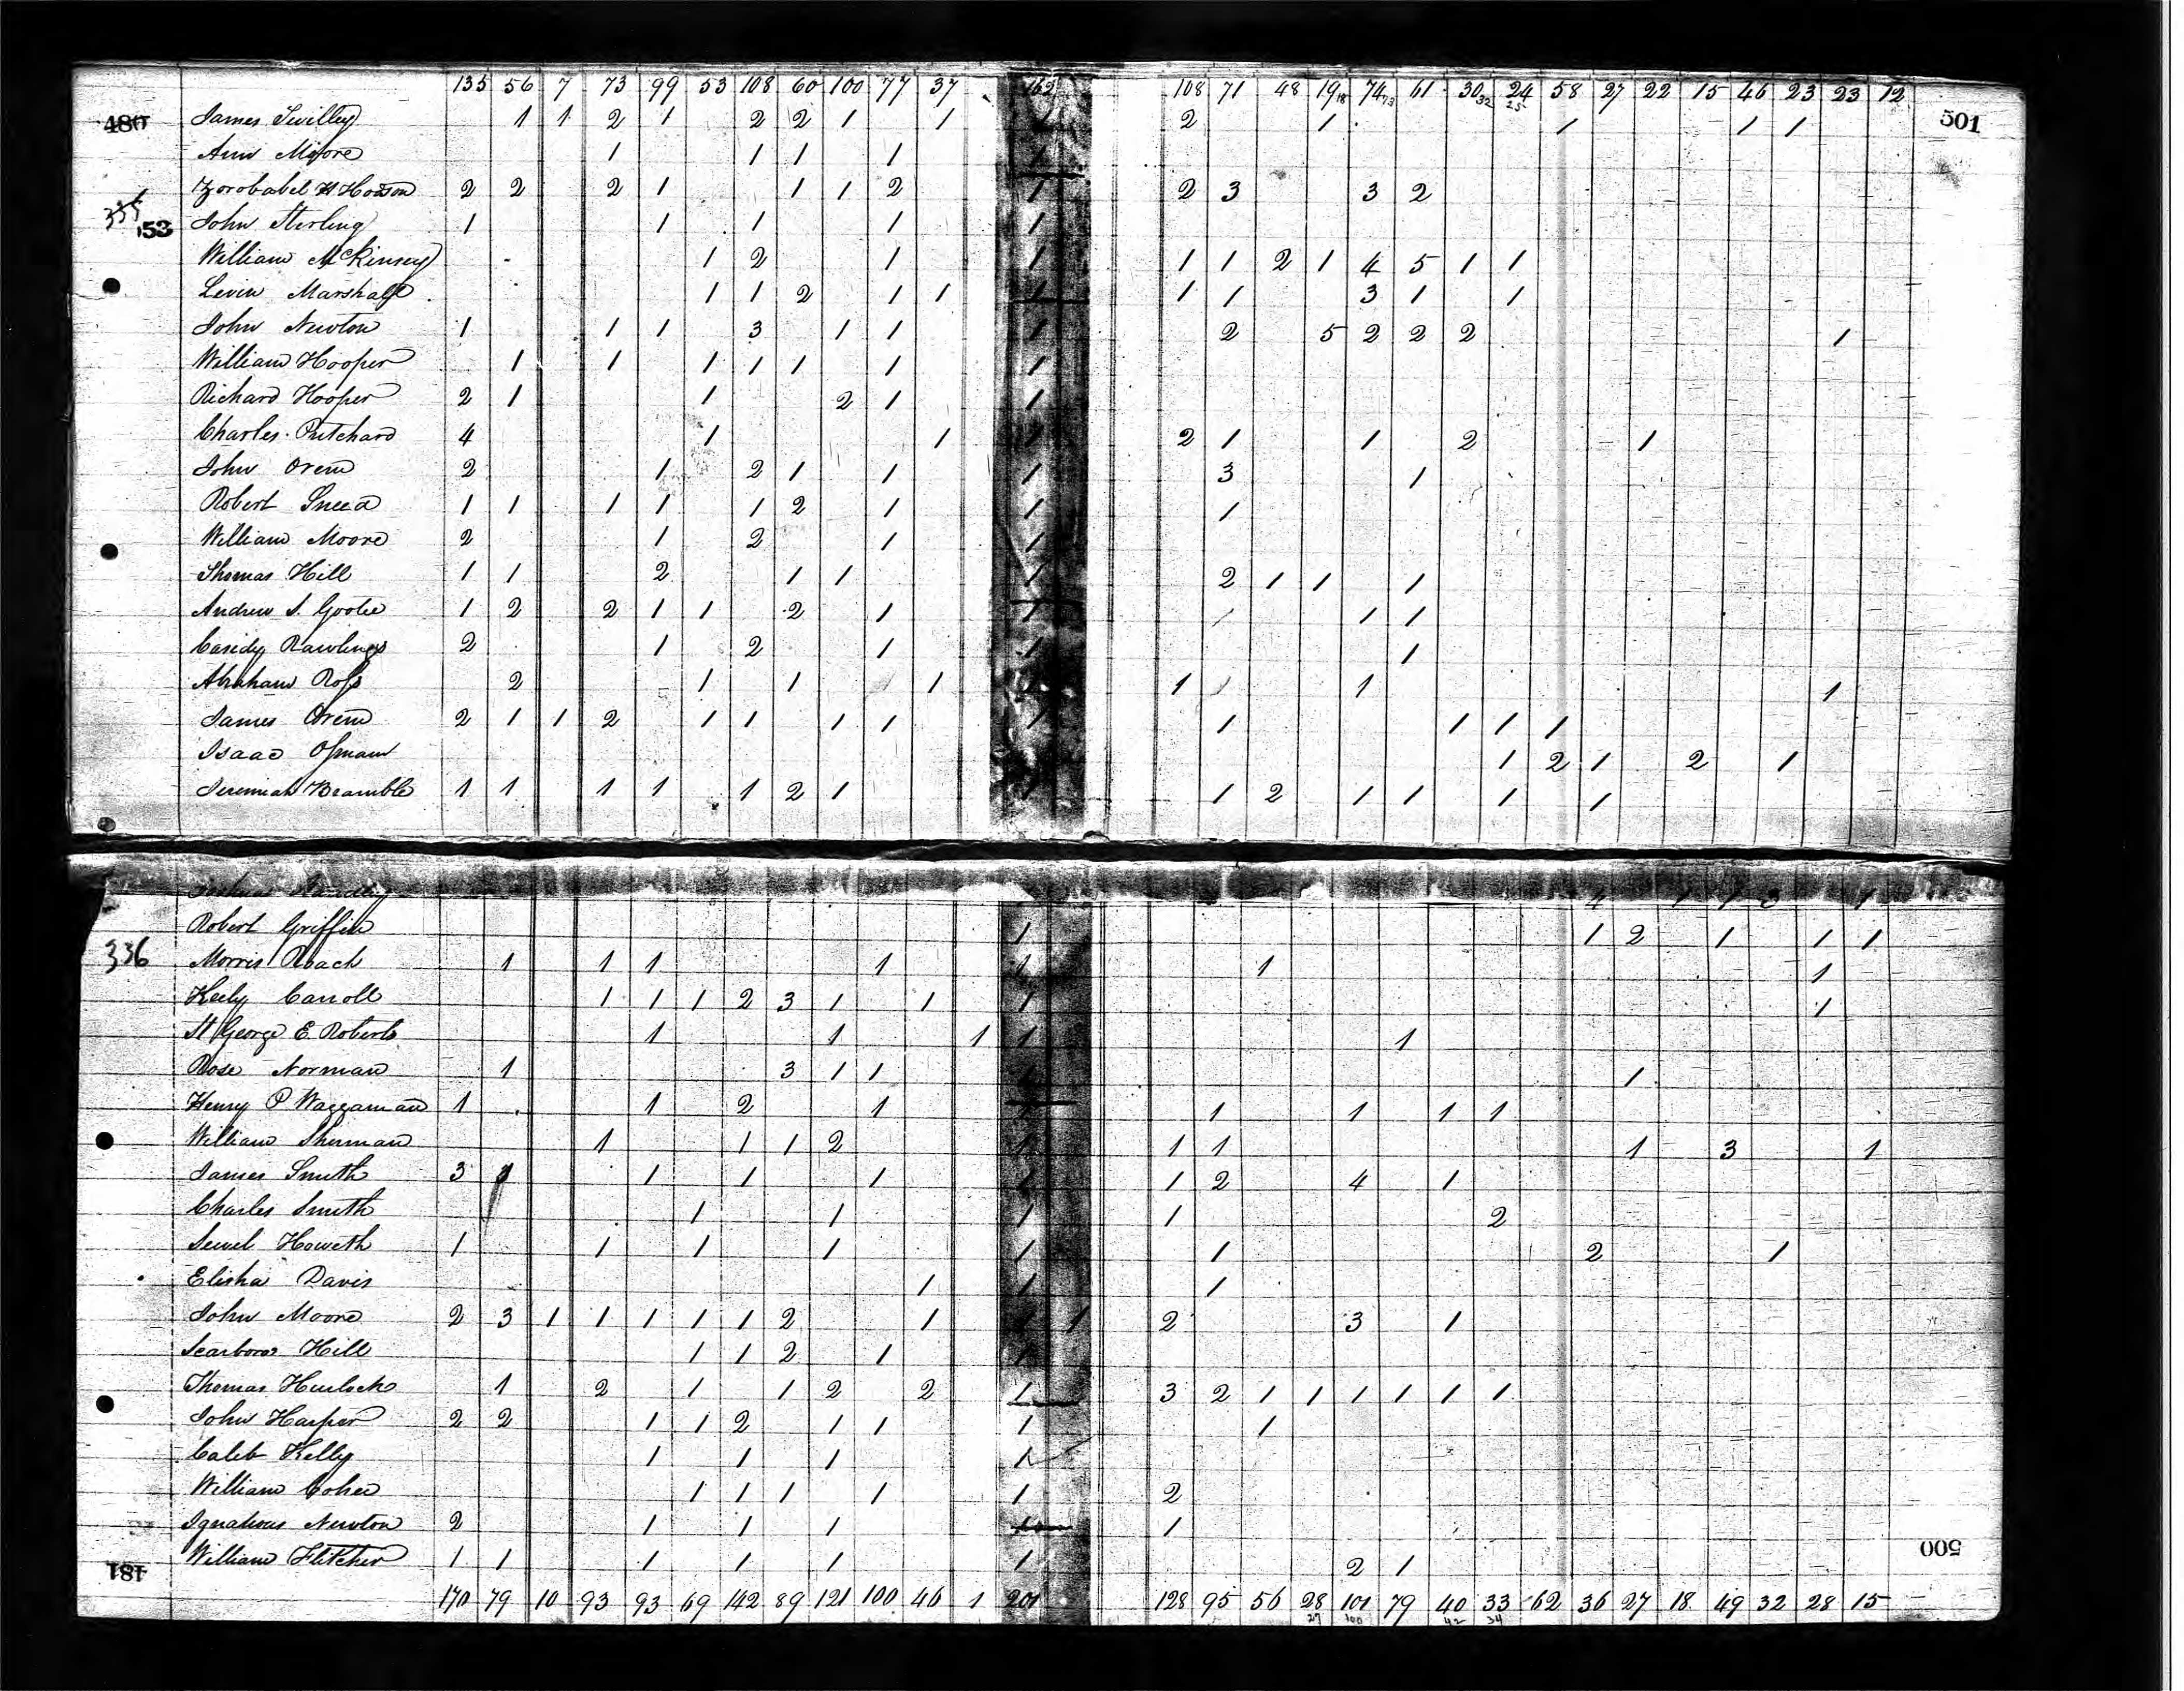 135 56 7 73 99 53 108 60 100 77 37 162 108 71 48 19 18 74 73 61 30 32 24 25 58 27 22 15 46 23 23 12
480 James 1 1 2 1 2 2 1 1 1 2 1 1 1 1 501
Ann Moore 1 1 1 1 1
Zorobabel H Hodson 2 2 2 1 1 1 2 1 2 3 3 2
335 153 John Sterling 1 1 1 1 1
William McKinsey 1 2 1 1 1 1 2 1 4 5 1 1
Levin Marshall 1 1 2 1 1 1 1 1 3 1 1
John Newton 1 1 1 3 1 1 1 2 5 2 2 2 1
William Hooper 1 1 1 1 1 1 1
Richard Hooper 2 1 1 2 1 1
Charles Pritchard 4 1 1 1 2 1 1 2 1
John Orem 2 1 2 1 1 1 3 1
Robert Sneed 1 1 1 1 1 2 1 1 1
William Moore 2 1 2 1 1
Thomas Hill 1 1 2 1 1 1 2 1 1 1
Andrew S. Goolie 1 2 2 1 1 2 1 1 1 1 1
Casidy Rawlings 2 1 2 1 1 1
Abraham Ross 2 1 1 1 1 1 1 1 1
James Orem 2 1 1 2 1 1 1 1 1 1 1 1 1
Isaac Osmani 1 2 1 2 1
Jeremiah Bramble 1 1 1 1 1 2 1 1 1 2 1 1 1 1
4 1 1 3 1
Robert Griffin 1 1 2 1 1 1
336 Morris Roach 1 1 1 1 1 1 1
Keely Carroll 1 1 1 2 3 1 1 1 1
St George E. Roberts 1 1 1 1 1
Rose Norman 1 3 1 1 1 1
Henry P Waggaman 1 1 2 1 1 1 1 1 1
William Sherman 1 1 1 2 1 1 1 1 3 1
James Smith 3 1 1 1 1 1 2 4 1
Charles Smith 1 1 1 1 2
Sewel Howeth 1 1 1 1 1 1 2 1
Elisha Davis 1 1 1
John Moore 2 3 1 1 1 1 1 2 1 1 1 2 3 1
Scarboro Hill 1 1 2 1 1
Thomas Hurlock 1 2 1 1 2 2 1 3 2 1 1 1 1 1 1
John Harper 2 2 1 1 2 1 1 1 1
Caleb Kelly 1 1 1 1
William Coher 1 1 1 1 1 2
Ignatious Newton 2 1 1 1 1 1
181 William Fletcher 1 1 1 1 1 1 2 1 500
170 79 10 93 93 69 142 89 121 100 46 1 201 128 95 56 28 101 79 40 33 62 36 27 18 49 32 28 15
27 100 42 34